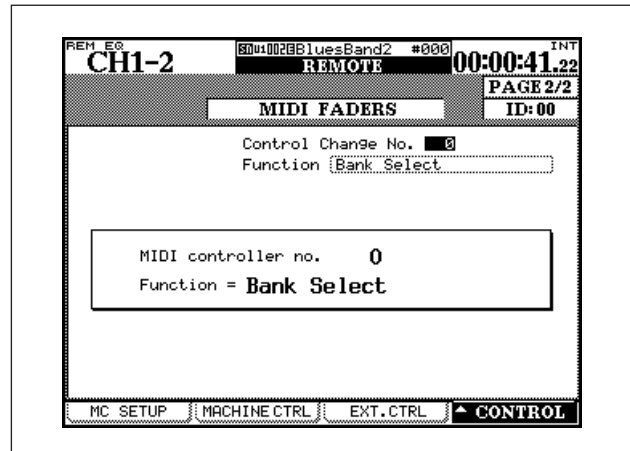 REM EQ
CH1-2
BluesBand2 #000
REMOTE
INT
00:00:41.22
PAGE 2/2
MIDI FADERS
ID:00
Control Change No. 0
Function Bank Select
MIDI controller no. 0
Function = Bank Select
MC SETUP MACHINE CTRL EXT.CTRL CONTROL